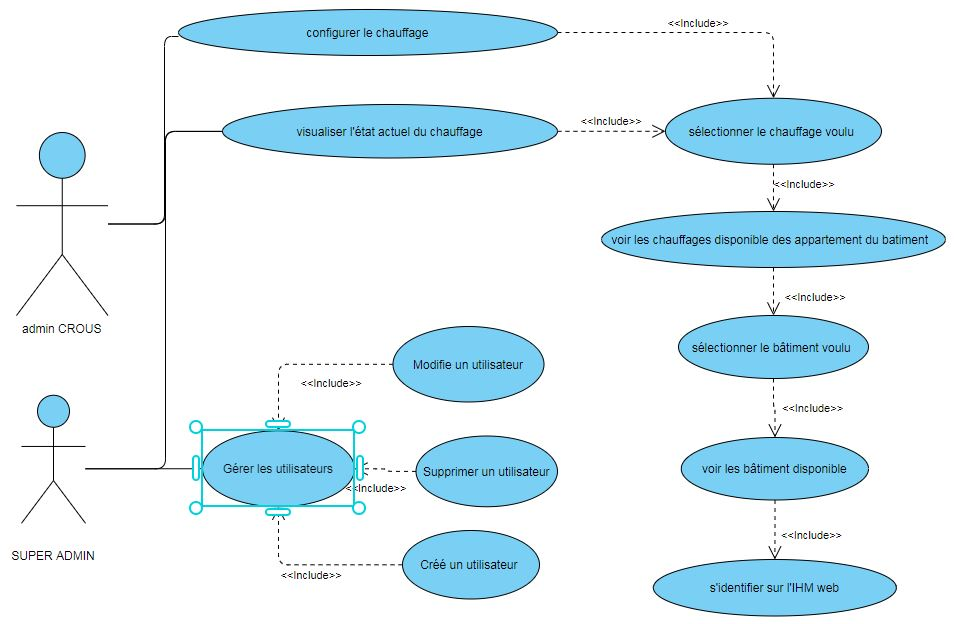 configurer le chauffage
<<Include>>
visualiser l'état actuel du chauffage
<<Include>>
sélectionner le chauffage voulu
<<Include>>
voir les chauffages disponible des appartement du batiment
<<Include>>
admin CROUS
sélectionner le bâtiment voulu
Modifie un utilisateur
<<Include>>
<<Include>>
Gérer les utilisateurs
Supprimer un utilisateur
<<Include>>
voir les bâtiment disponible
<<Include>>
SUPER ADMIN
Créé un utilisateur
<<Include>>
s'identifier sur l'IHM web